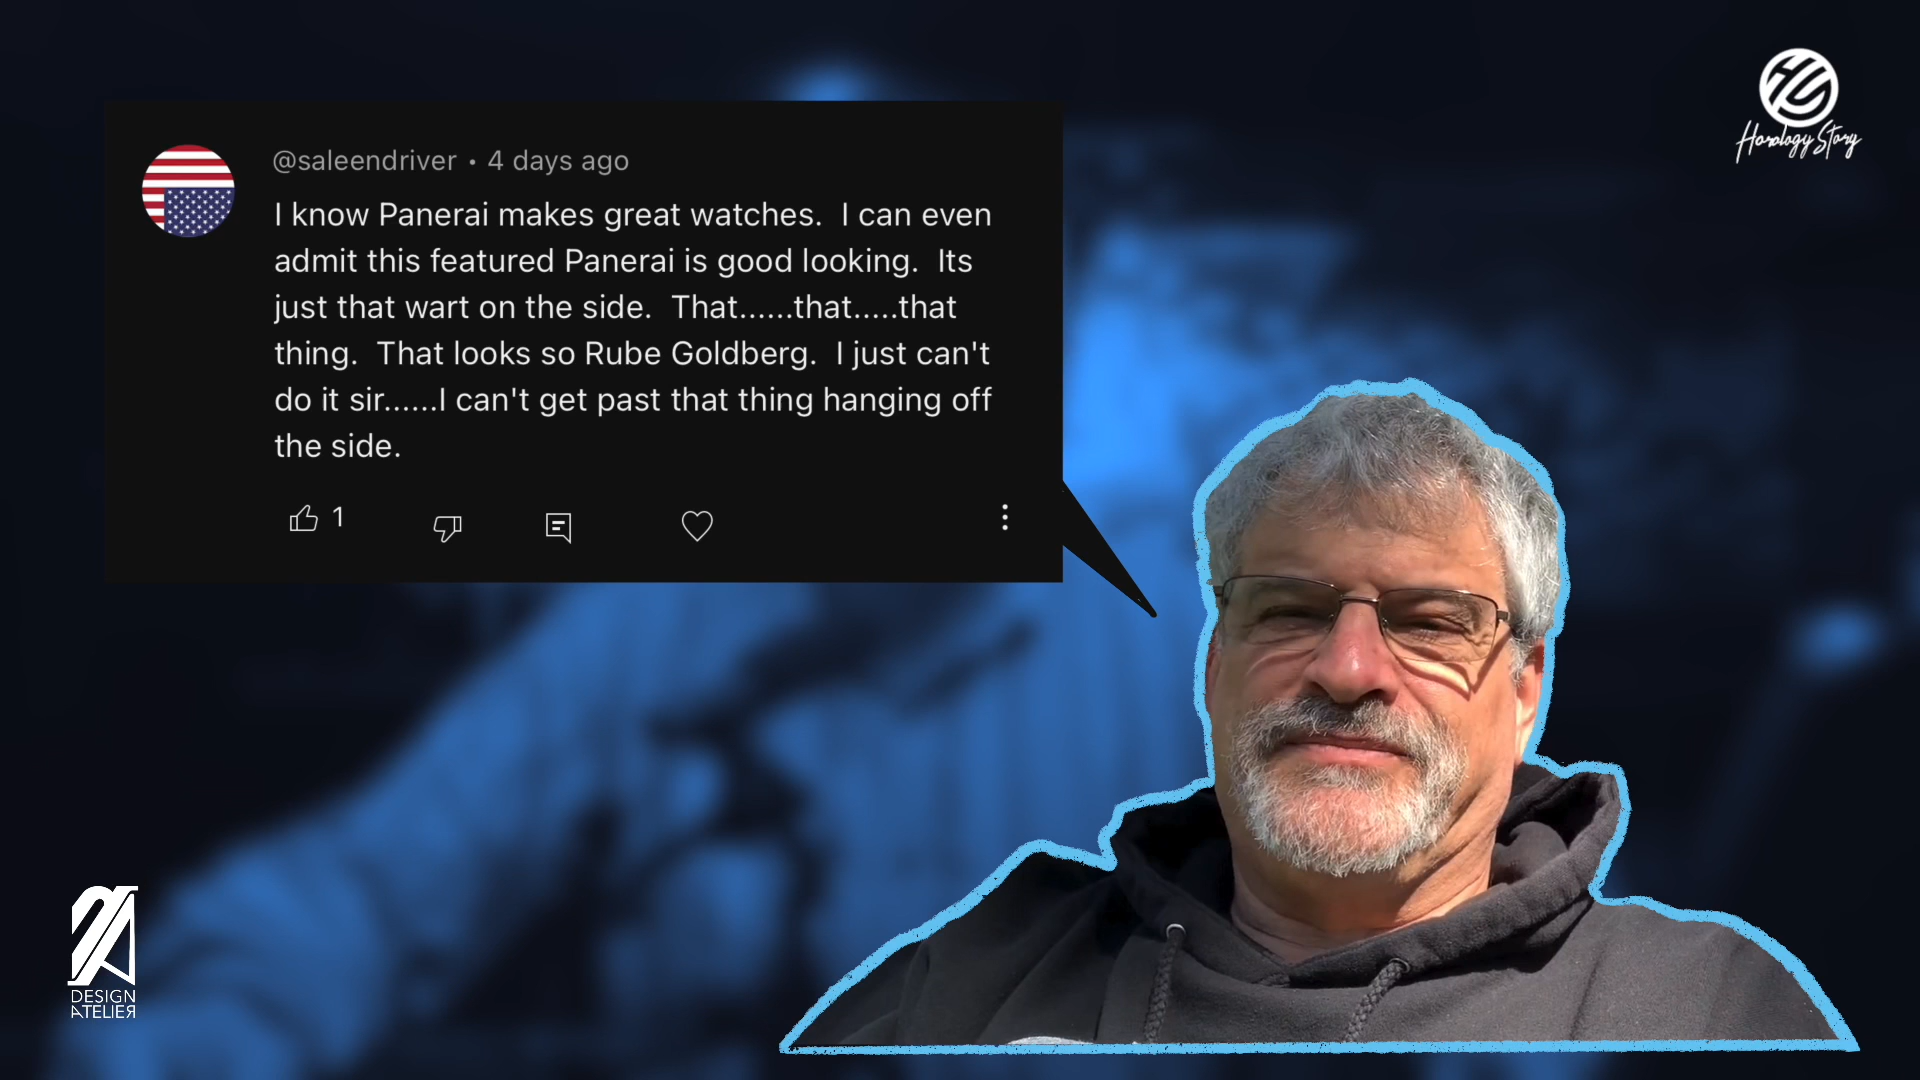 @saleendriver • 4 days ago
I know Panerai makes great watches.  I can even
admit this featured Panerai is good looking.  Its
just that wart on the side.  That......that.....that
thing.  That looks so Rube Goldberg.  I just can't
do it sir......I can't get past that thing hanging off
the side.
1
Horology Story
DESIGN
ATELIER